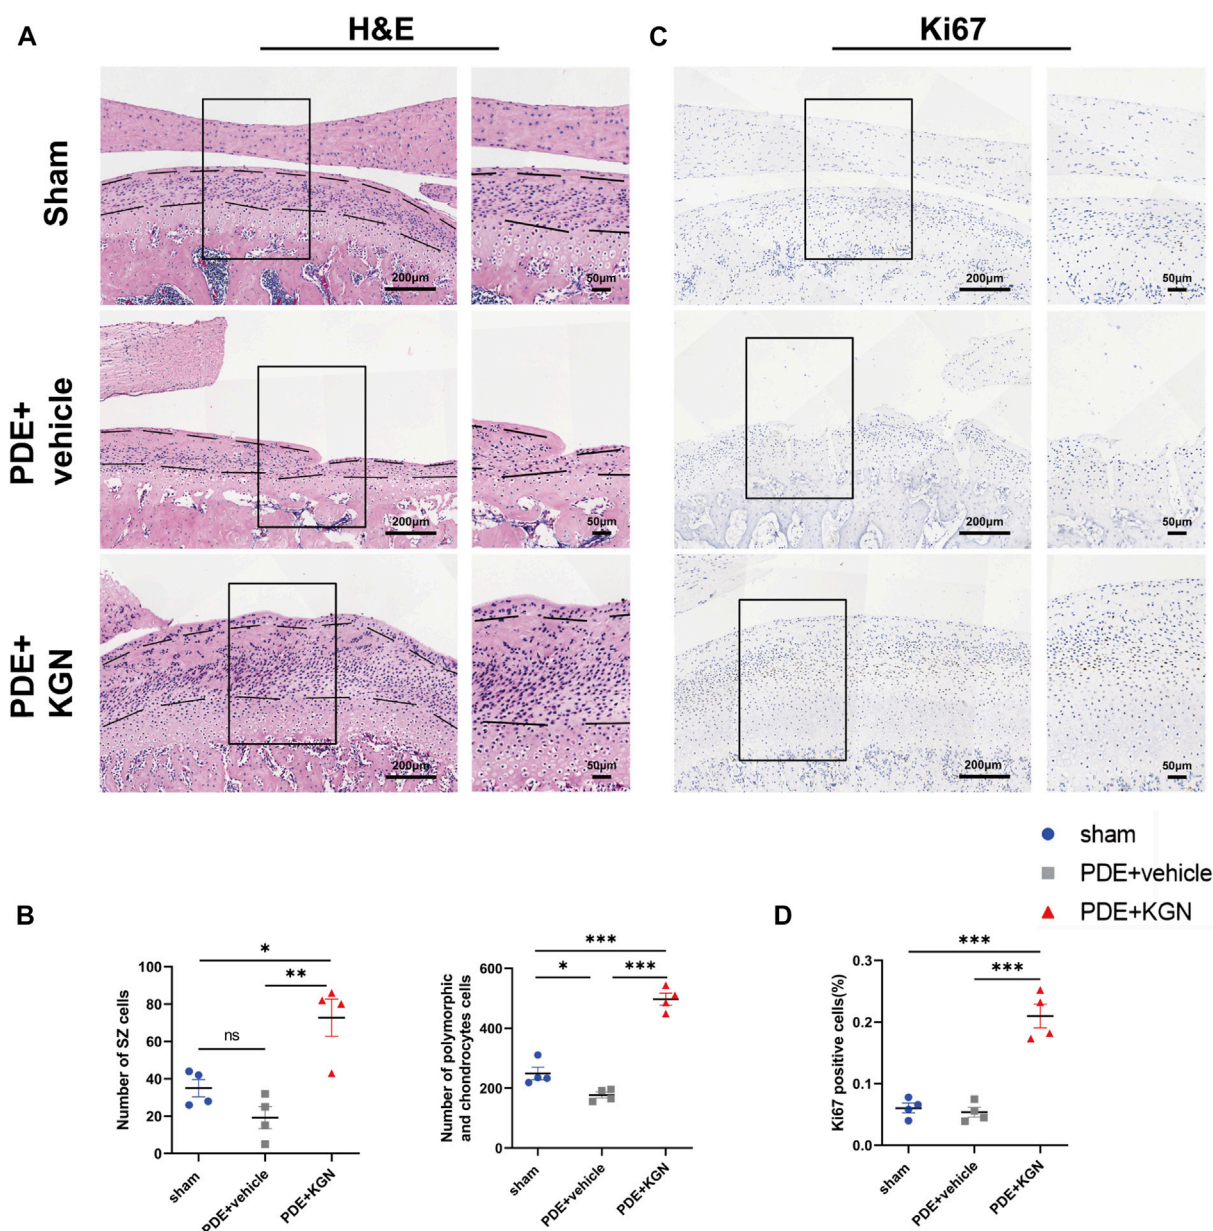 A
H&E
C
Ki67
Sham
200µm
50µm
200µm
50µm
PDE+
vehicle
200µm
50µm
200µm
50µm
PDE+
KGN
200µm
50µm
200µm
50µm
sham
PDE+vehicle
PDE+KGN
B
Number of SZ cells
100
80
60
40
20
0
*
**
ns
sham
PDE+vehicle
PDE+KGN
Number of polymorphic
and chondrocytes cells
600
400
200
0
***
*
***
sham
PDE+vehicle
PDE+KGN
D
Ki67 positive cells(%)
0.3
0.2
0.1
0.0
***
***
sham
PDE+vehicle
PDE+KGN